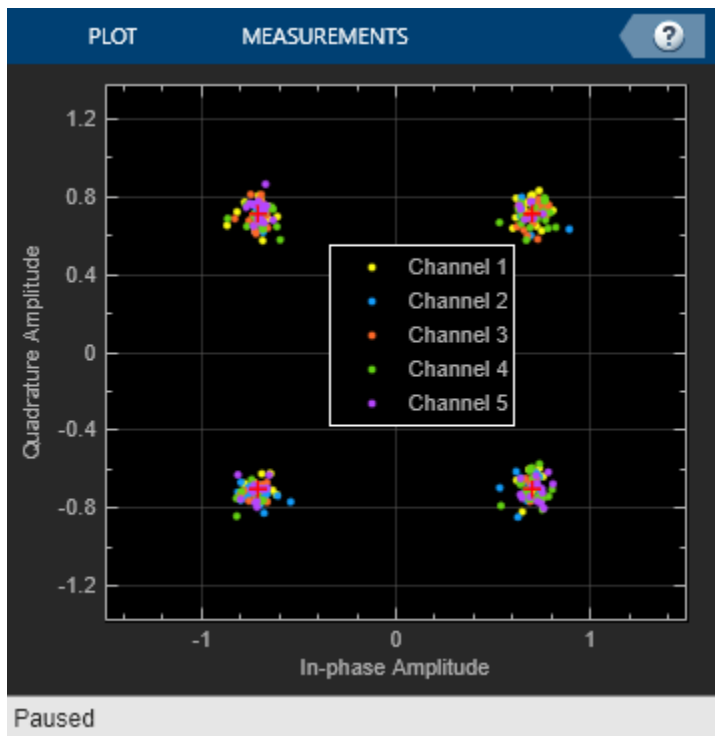 PLOT MEASUREMENTS ?
1.2
0.8
0.4
0
-0.4
-0.8
-1.2
Quadrature Amplitude
Channel 1
Channel 2
Channel 3
Channel 4
Channel 5
-1 0 1
In-phase Amplitude
Paused